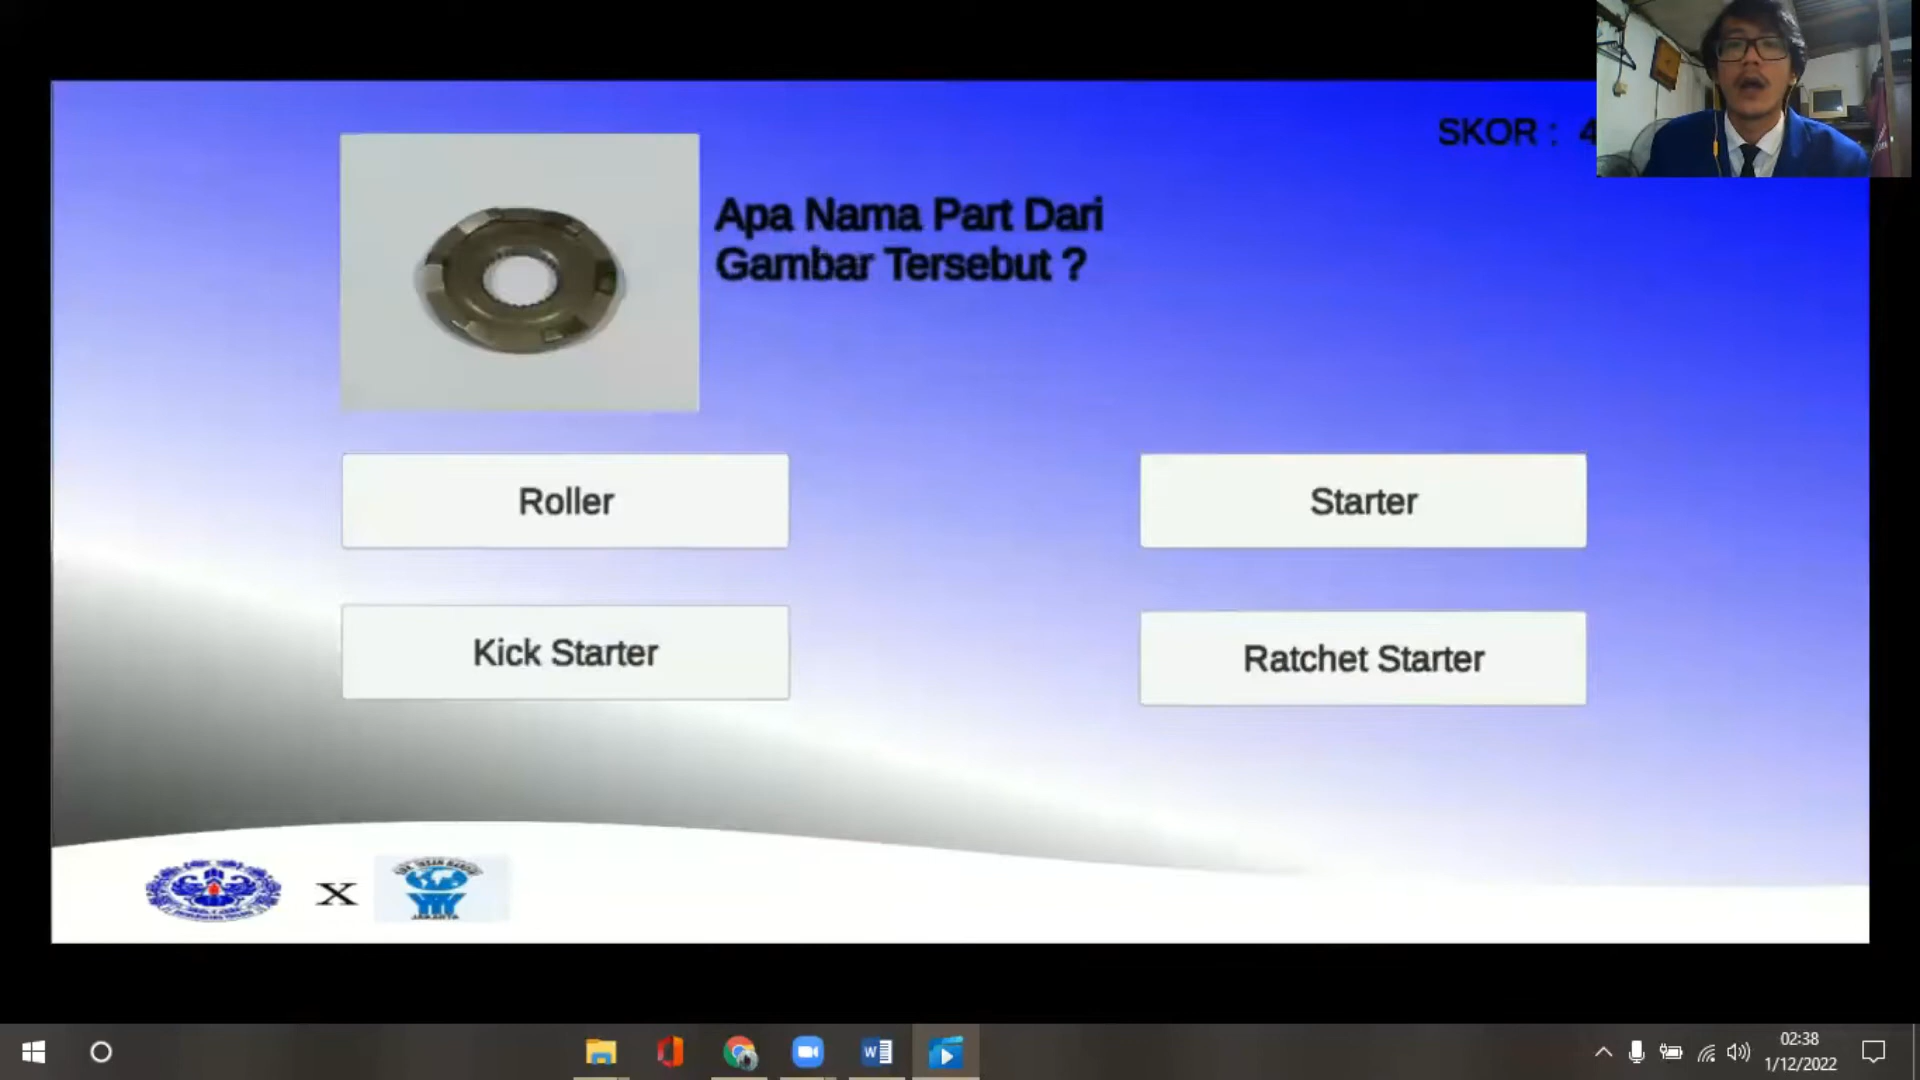 SKOR : 4
Apa Nama Part Dari
Gambar Tersebut ?
Roller
Starter
Kick Starter
Ratchet Starter
X
JAKARTA
02:38
1/12/2022